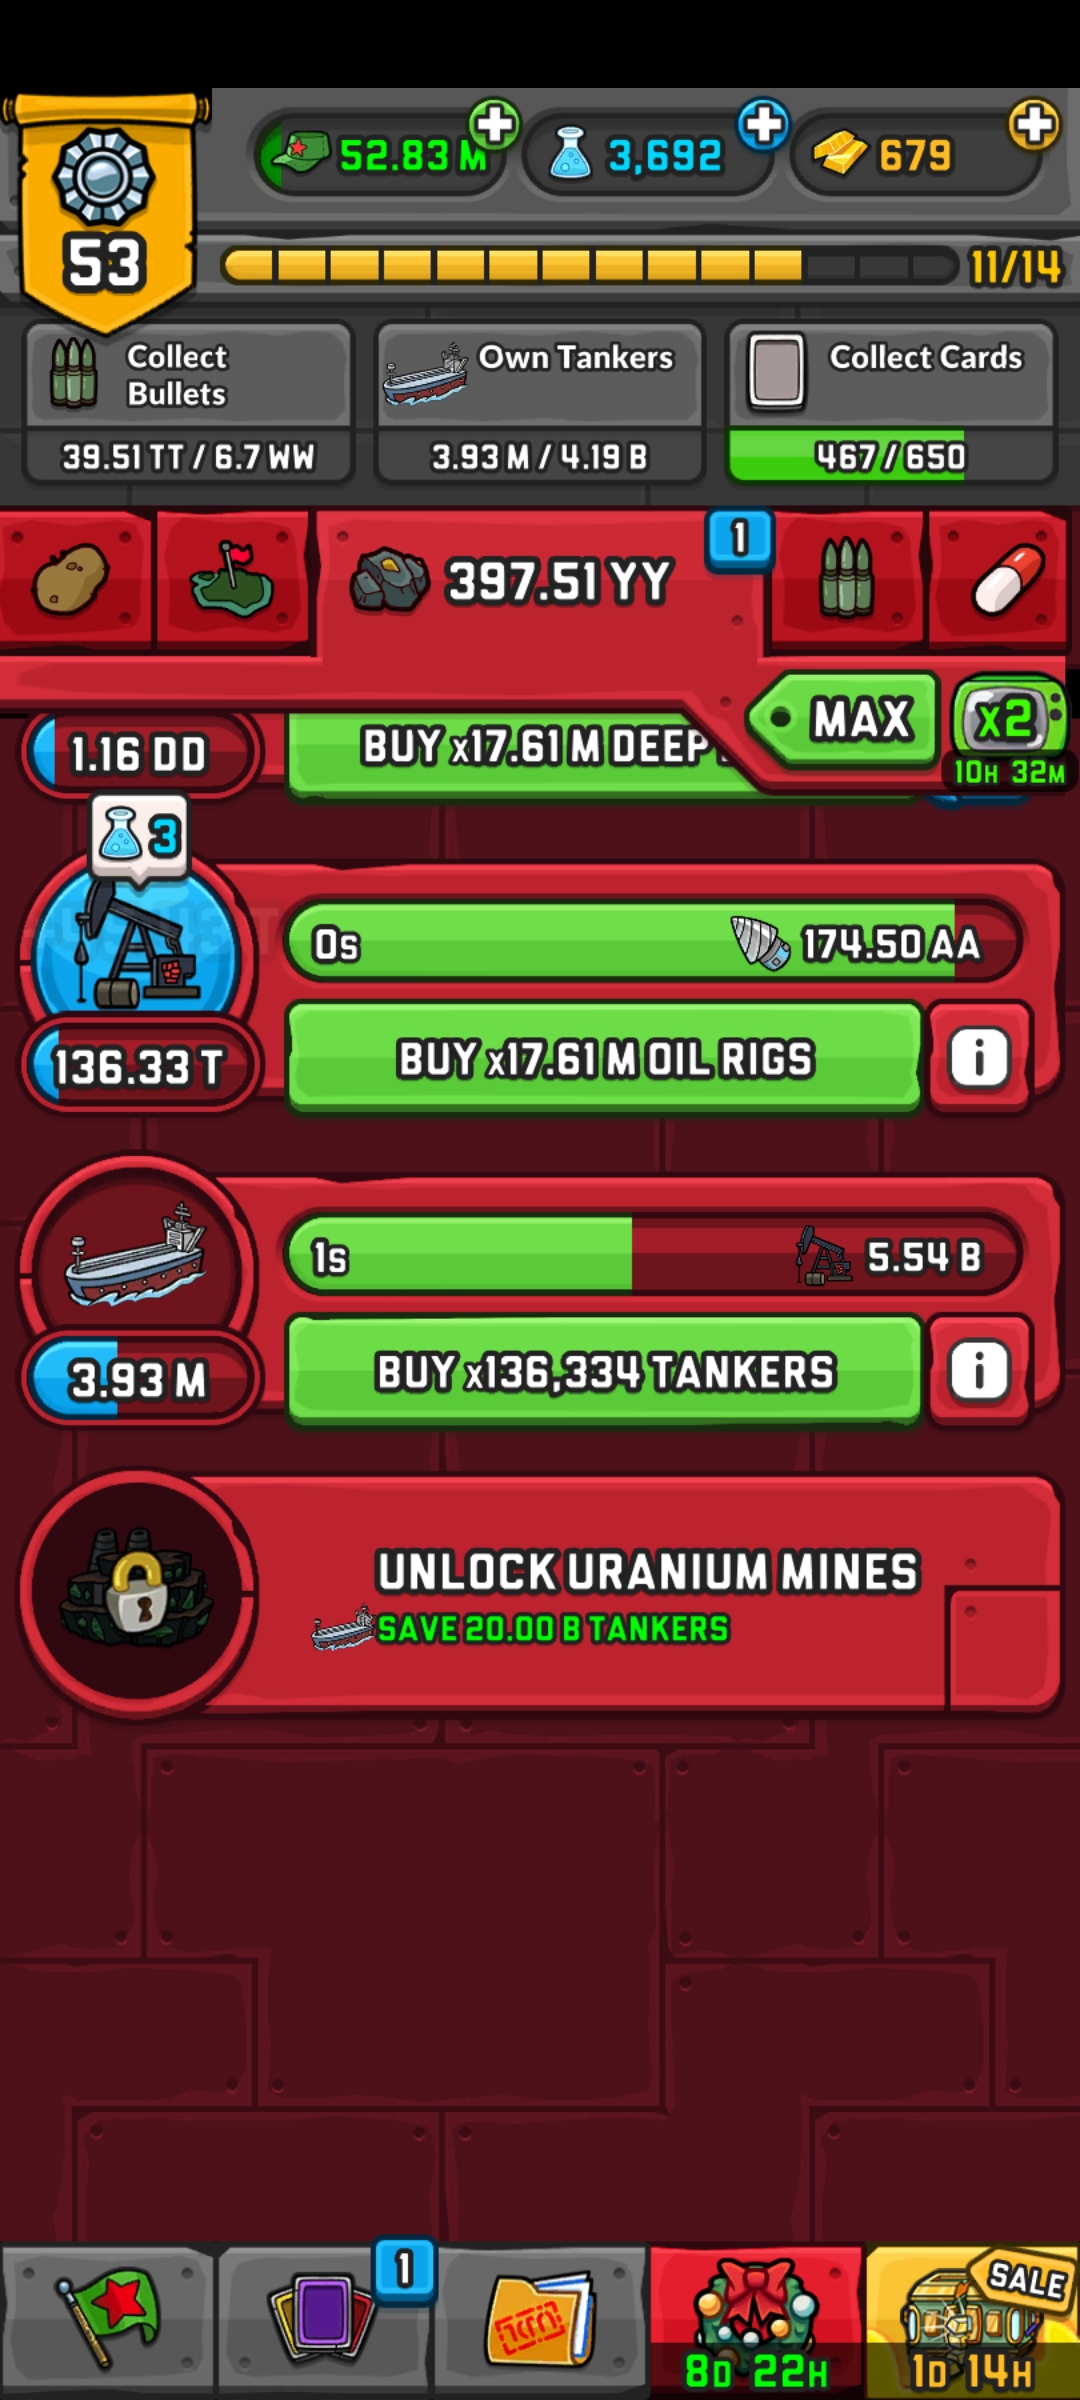 52.83 M
3,692
679
53
11/14
Collect
Bullets
39.51 TT / 6.7 WW
Own Tankers
3.93 M / 4.19 B
Collect Cards
467 / 650
397.51 YY
1
MAX
x2
10H 32M
1.16 DD
BUY x17.61 M DEEP
3
0s
174.50 AA
136.33 T
BUY x17.61 M OIL RIGS
i
1s
5.54 B
3.93 M
BUY x136,334 TANKERS
i
UNLOCK URANIUM MINES
SAVE 20.00 B TANKERS
1
SALE
8D 22H
1D 14H